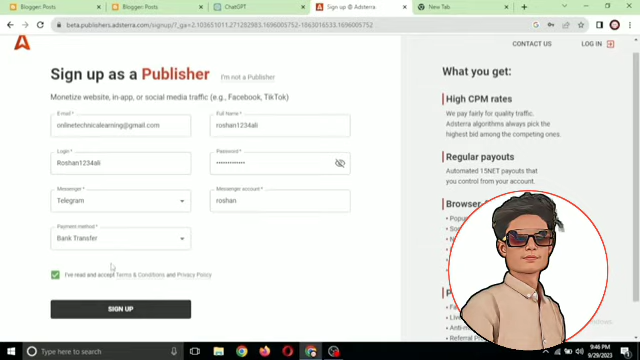 Blogger: Posts
Blogger: Posts
ChatGPT
Sign up @ Adsterra
New Tab
beta.publishers.adsterra.com/signup/?_ga=2.103651011.271282983.1696005752-1863016533.1696005752
CONTACT US
LOG IN
Sign up as a Publisher
I'm not a Publisher
Monetize website, in-app, or social media traffic (e.g., Facebook, TikTok)
E-mail *
onlinetechnicalearning@gmail.com
Full name *
roshan1234ali
Login *
Roshan1234ali
Password *
Messenger *
Telegram
Messenger account *
roshan
Payment method *
Bank Transfer
I've read and accept Terms & Conditions and Privacy Policy
SIGN UP
What you get:
High CPM rates
We pay fairly for quality traffic.
Adsterra algorithms always pick the
highest bid among the competing ones.
Regular payouts
Automated 15NET payouts that
you control from your account.
Browser-
Type here to search
9:46 PM
9/29/2023